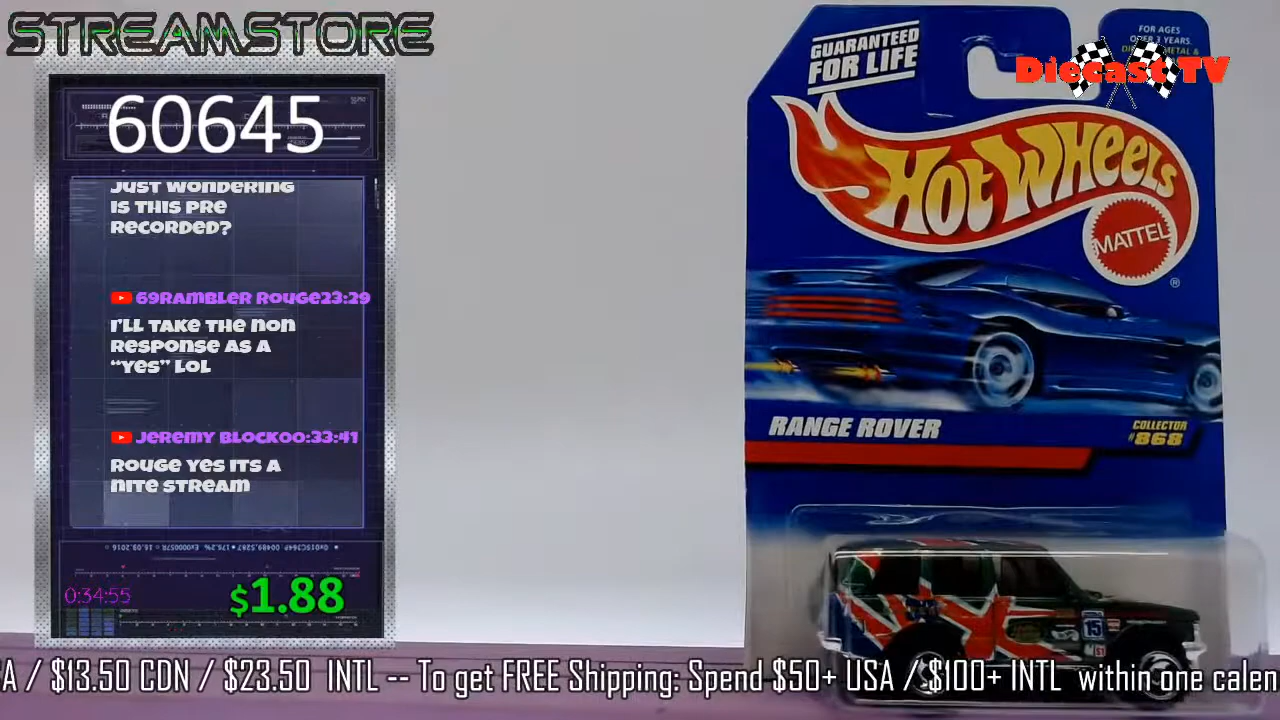 STREAMSTORE
60645
JUST WONDERING
IS THIS PRE
RECORDED?
69RAMBLER ROUGE23:29
I'LL TAKE THE NON
RESPONSE AS A
“YES” LOL
JEREMY BLOCK00:33:41
ROUGE YES ITS A
NITE STREAM
0:34:55
$1.88
GUARANTEED
FOR LIFE
FOR AGES
OVER 3 YEARS.
Diecast TV
HOT WHEELS
MATTEL
®
RANGE ROVER
COLLECTOR
#868
15
A / $13.50 CDN / $23.50 INTL -- To get FREE Shipping: Spend $50+ USA / $100+ INTL within one calen